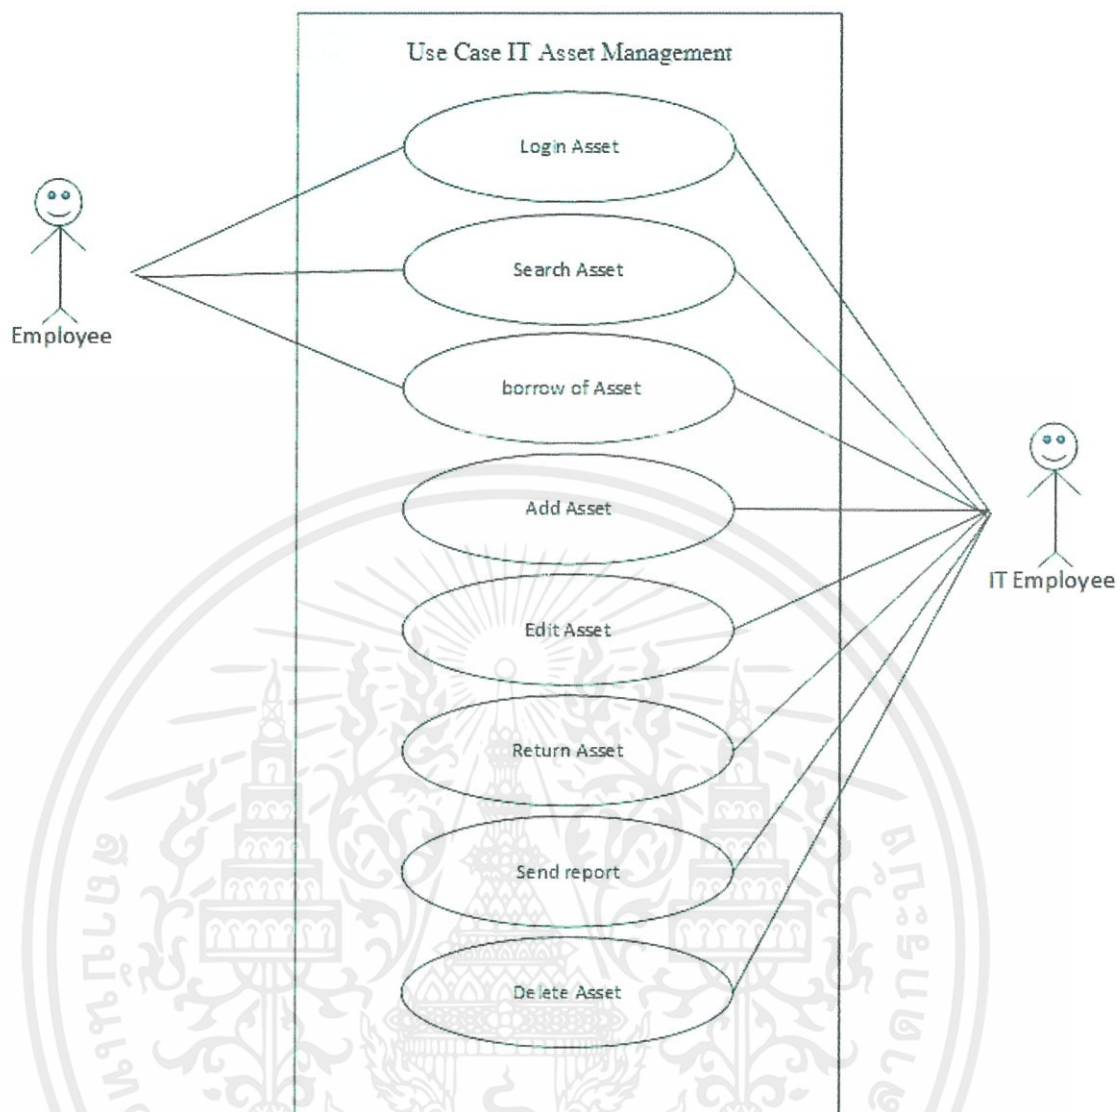 Use Case IT Asset Management
Login Asset
Search Asset
Employee
borrow of Asset
Add Asset
IT Employee
Edit Asset
Return Asset
Send report
Delete Asset